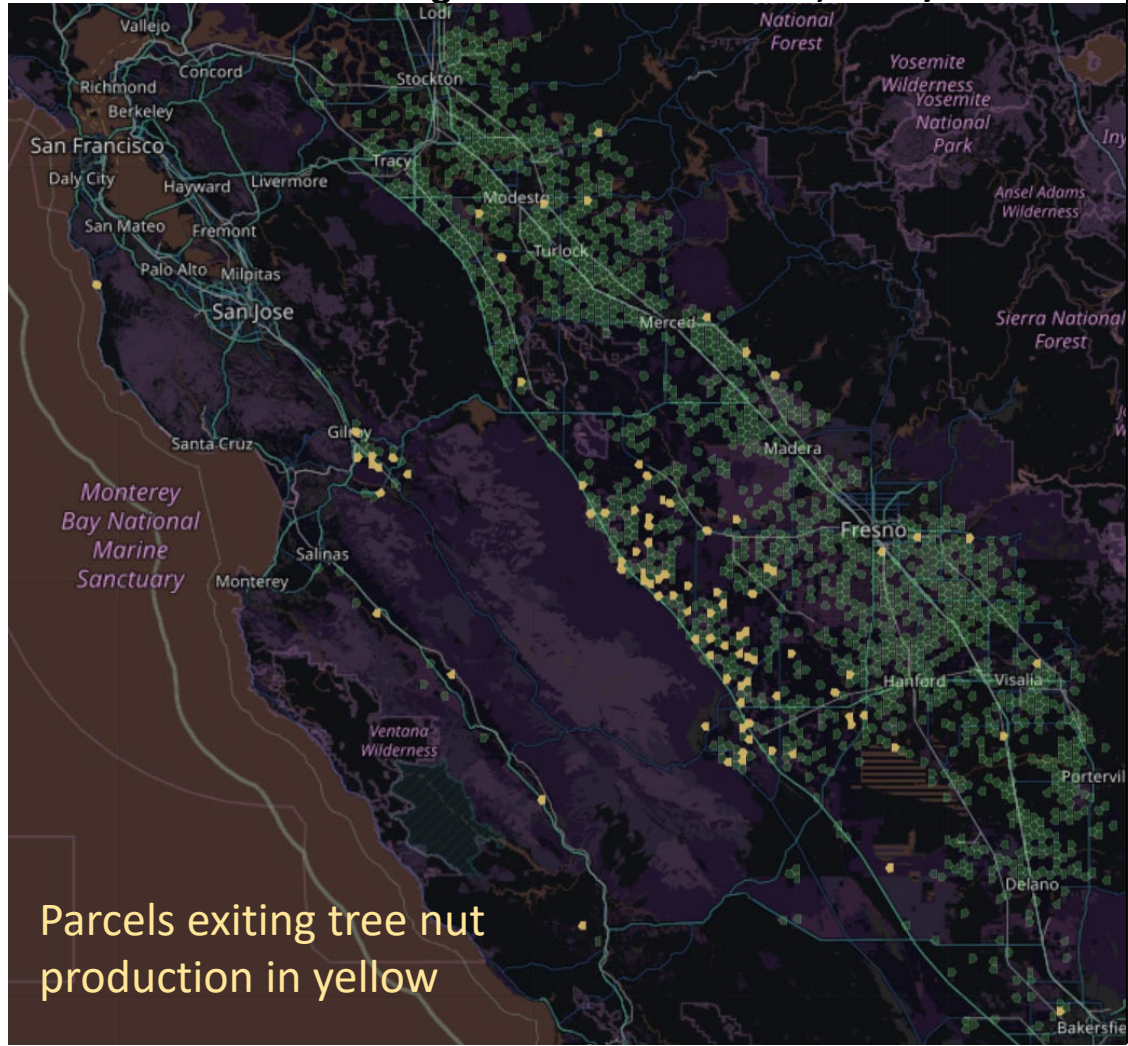 Lodi
Vallejo
National
Forest
Concord
Stockton
Yosemite
Wilderness
Yosemite
National
Park
Richmond
Berkeley
San Francisco
Tracy
Daly City
Hayward
Livermore
Modesto
Ansel Adams
Wilderness
San Mateo
Fremont
Turlock
Palo Alto
Milpitas
San Jose
Merced
Sierra National
Forest
Gilroy
Santa Cruz
Madera
Monterey
Bay National
Marine
Sanctuary
Fresno
Salinas
Monterey
Hanford
Visalia
Ventana
Wilderness
Portervil
Delano
Parcels exiting tree nut
production in yellow
Bakersfie